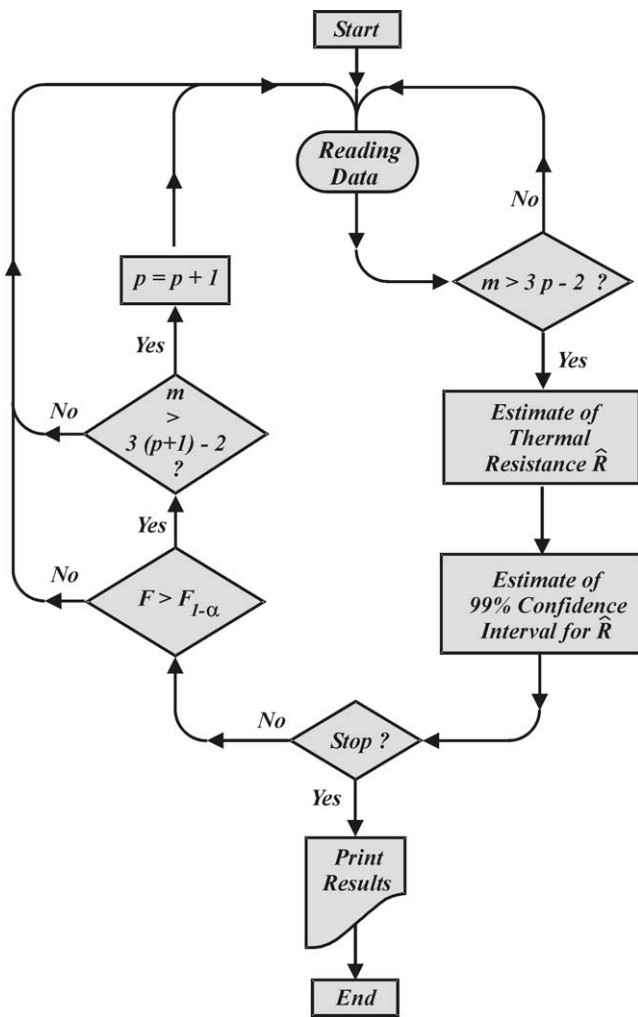 Start
Reading
Data
No
m > 3 p - 2 ?
Yes
p = p + 1
Yes
No
m
>
3 (p+1) - 2
?
Estimate of
Thermal
Resistance R̂
Yes
No
F > F1-α
Estimate of
99% Confidence
Interval for R̂
No
Stop ?
Yes
Print
Results
End